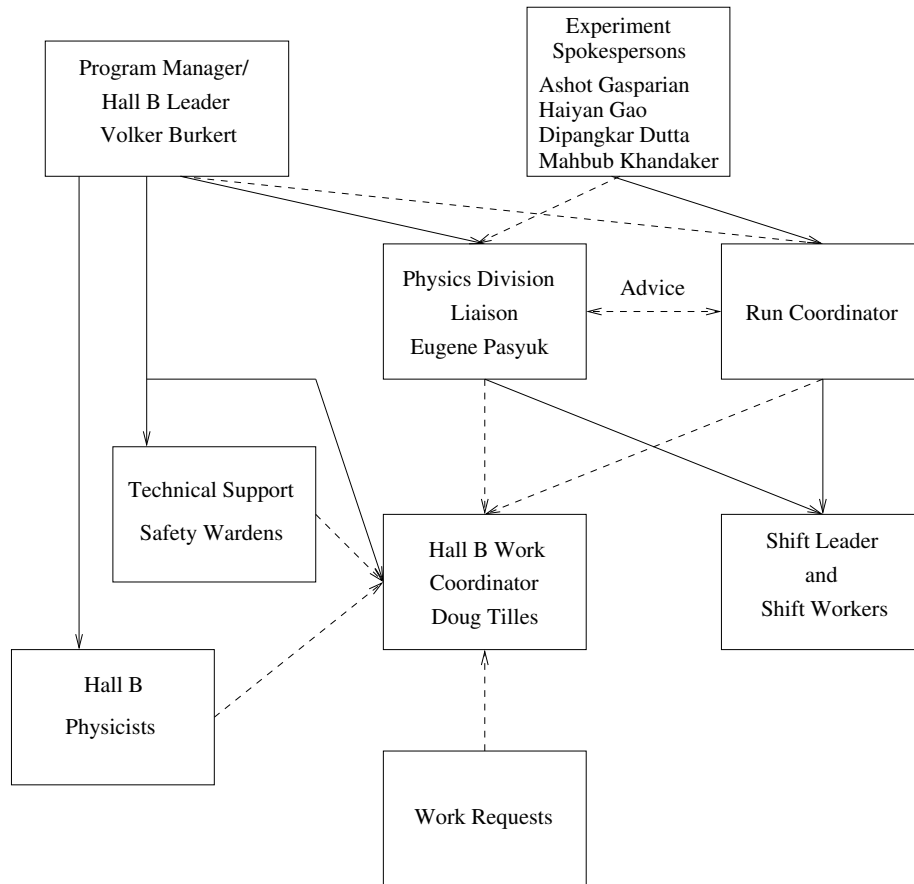 Program Manager/
Hall B Leader
Volker Burkert
Experiment
Spokespersons
Ashot Gasparian
Haiyan Gao
Dipangkar Dutta
Mahbub Khandaker
Physics Division
Liaison
Eugene Pasyuk
Advice
Run Coordinator
Technical Support
Safety Wardens
Hall B Work
Coordinator
Doug Tilles
Shift Leader
and
Shift Workers
Hall B
Physicists
Work Requests